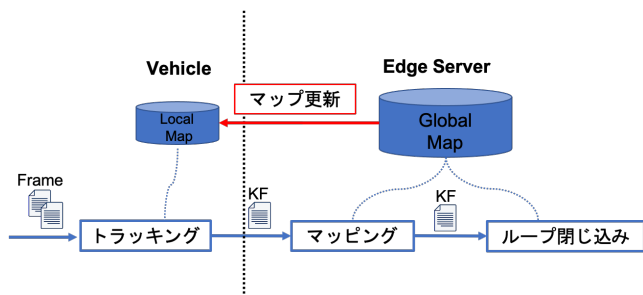 Vehicle
Edge Server
マップ更新
Local
Map
Global
Map
Frame
KF
KF
トラッキング
マッピング
ループ閉じ込み